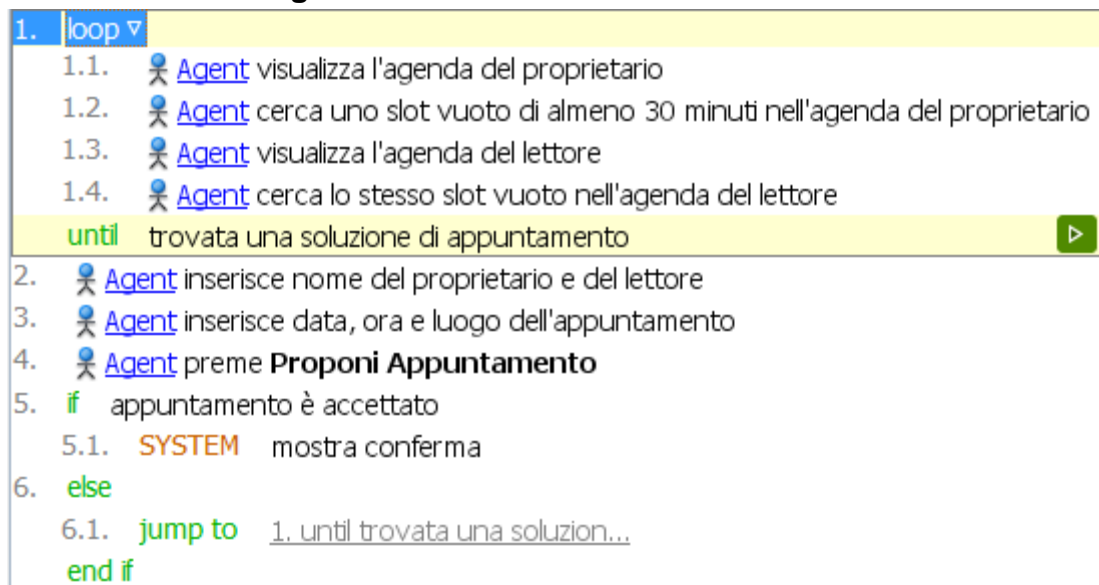 1. loop
1.1. Agent visualizza l'agenda del proprietario
1.2. Agent cerca uno slot vuoto di almeno 30 minuti nell'agenda del proprietario
1.3. Agent visualizza l'agenda del lettore
1.4. Agent cerca lo stesso slot vuoto nell'agenda del lettore
until trovata una soluzione di appuntamento
2. Agent inserisce nome del proprietario e del lettore
3. Agent inserisce data, ora e luogo dell'appuntamento
4. Agent preme Proponi Appuntamento
5. if appuntamento è accettato
5.1. SYSTEM mostra conferma
6. else
6.1. jump to 1. until trovata una soluzion...
end if